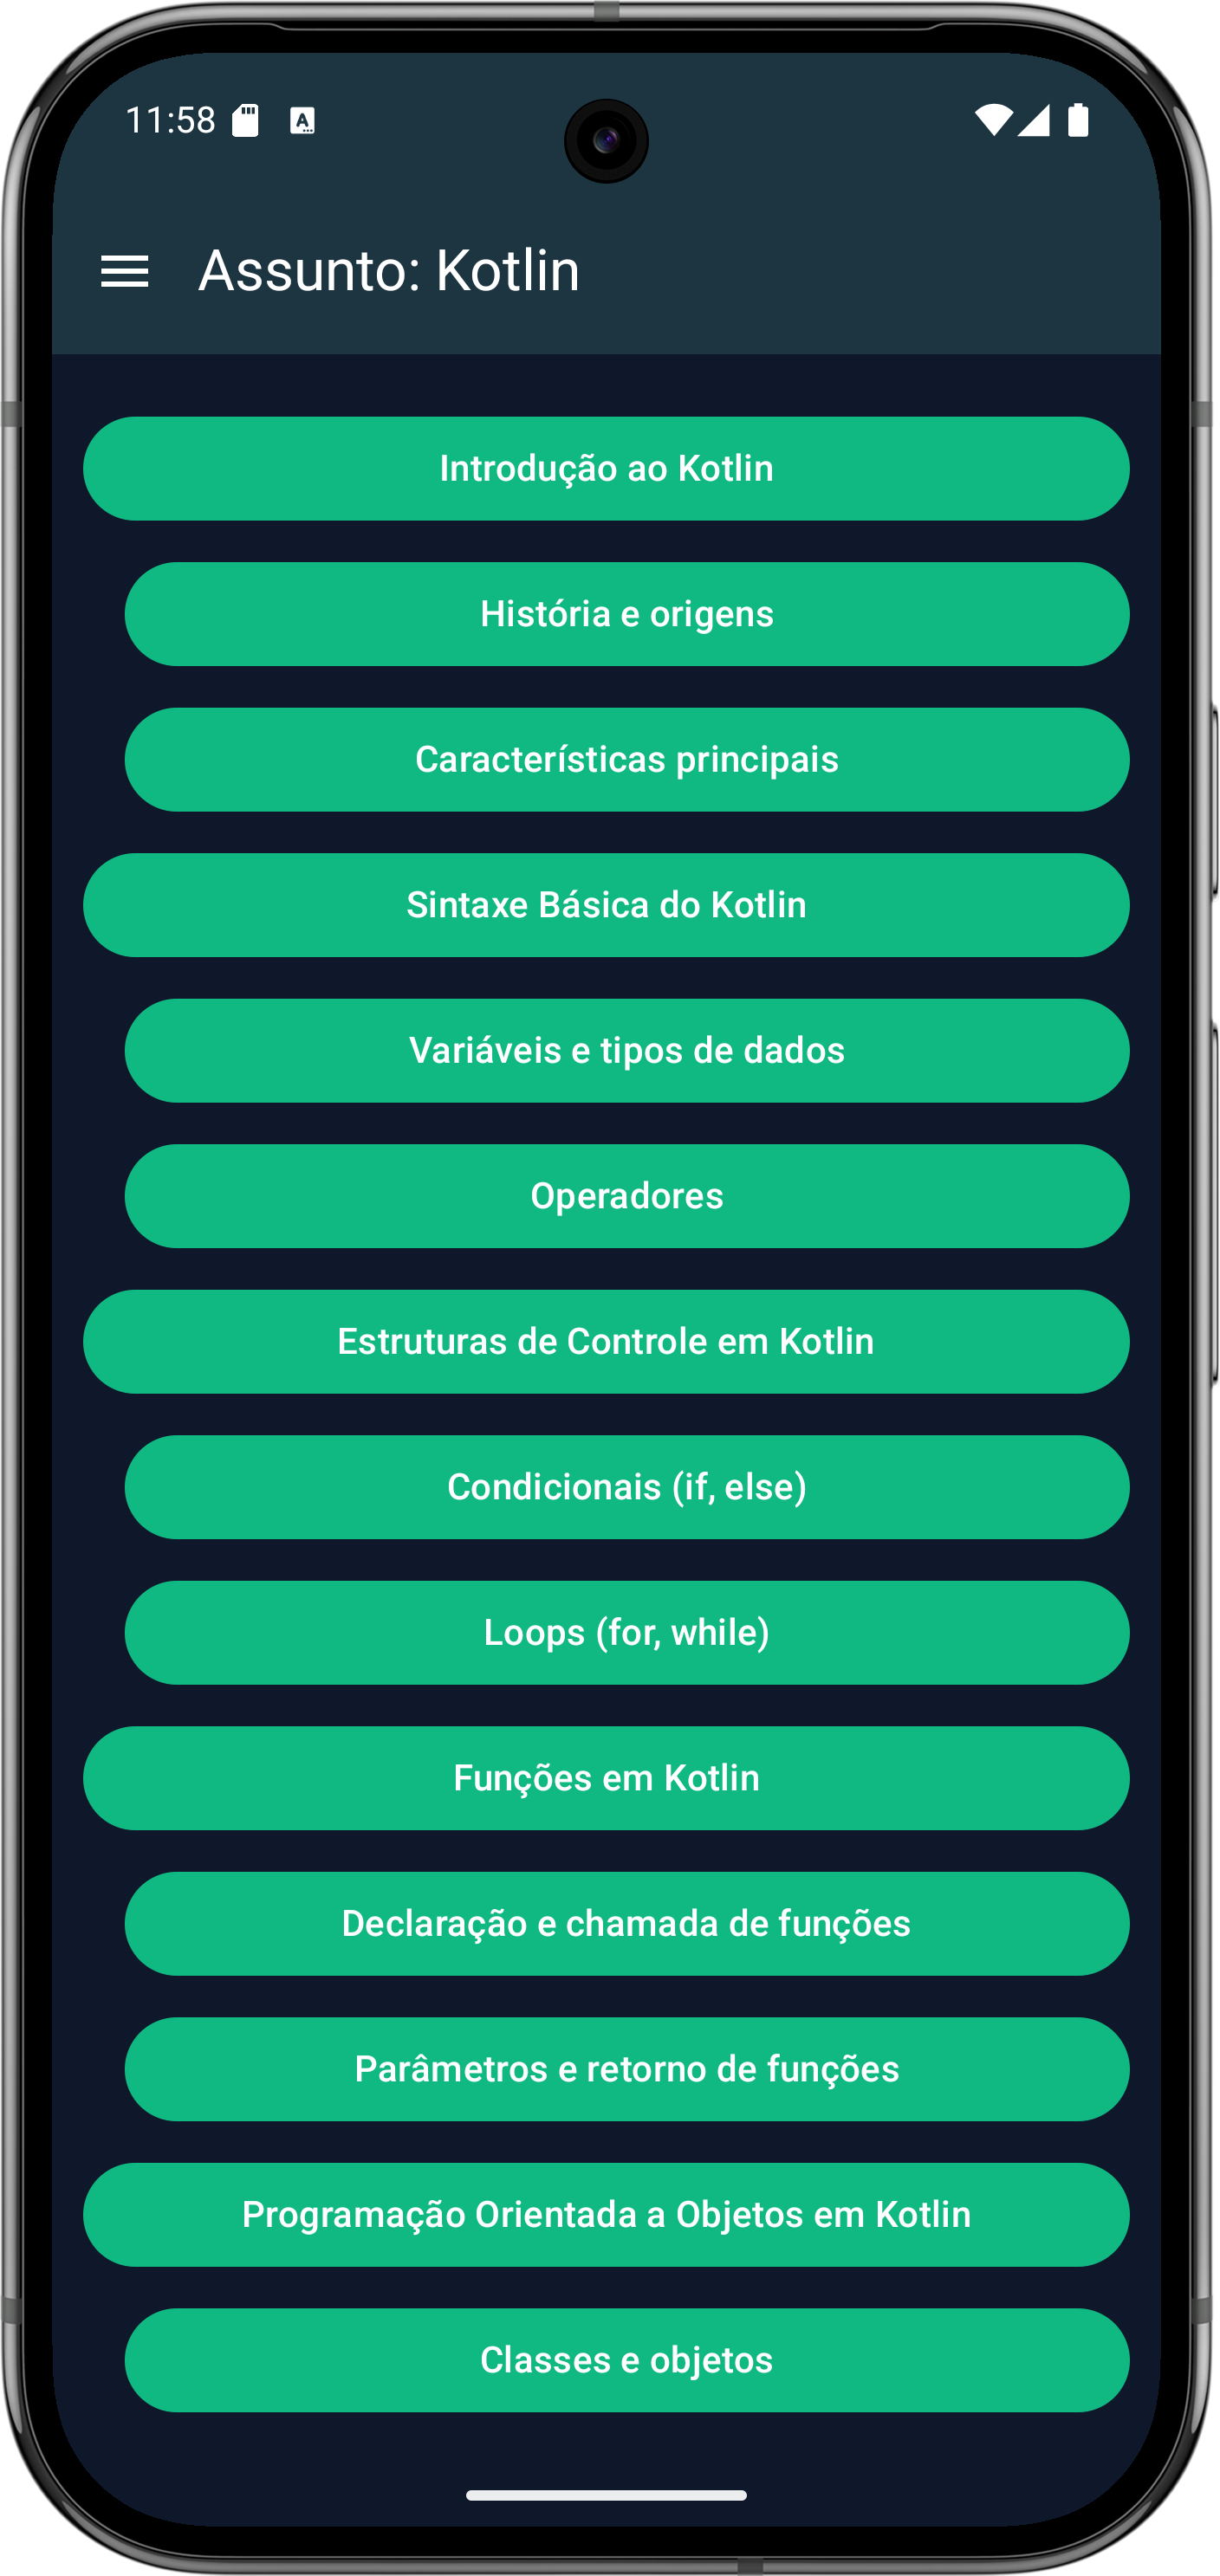 11:58
Assunto: Kotlin
Introdução ao Kotlin
História e origens
Características principais
Sintaxe Básica do Kotlin
Variáveis e tipos de dados
Operadores
Estruturas de Controle em Kotlin
Condicionais (if, else)
Loops (for, while)
Funções em Kotlin
Declaração e chamada de funções
Parâmetros e retorno de funções
Programação Orientada a Objetos em Kotlin
Classes e objetos